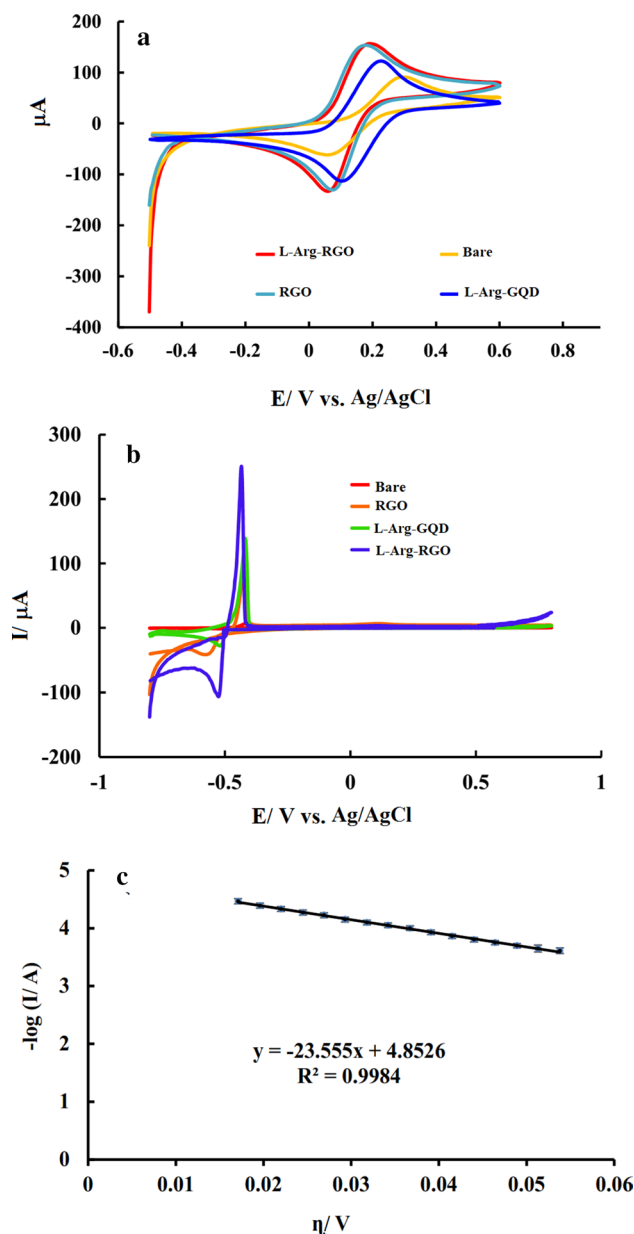 a
200
100
0
-100
-200
-300
-400
μA
L-Arg-RGO
Bare
RGO
L-Arg-GQD
-0.6 -0.4 -0.2 0 0.2 0.4 0.6 0.8
E/ V vs. Ag/AgCl
b
300
200
100
0
-100
-200
I/ μA
Bare
RGO
L-Arg-GQD
L-Arg-RGO
-1 -0.5 0 0.5 1
E/ V vs. Ag/AgCl
c
5
4
3
2
1
0
-log (I/ A)
y = -23.555x + 4.8526
R² = 0.9984
0 0.01 0.02 0.03 0.04 0.05 0.06
η/ V